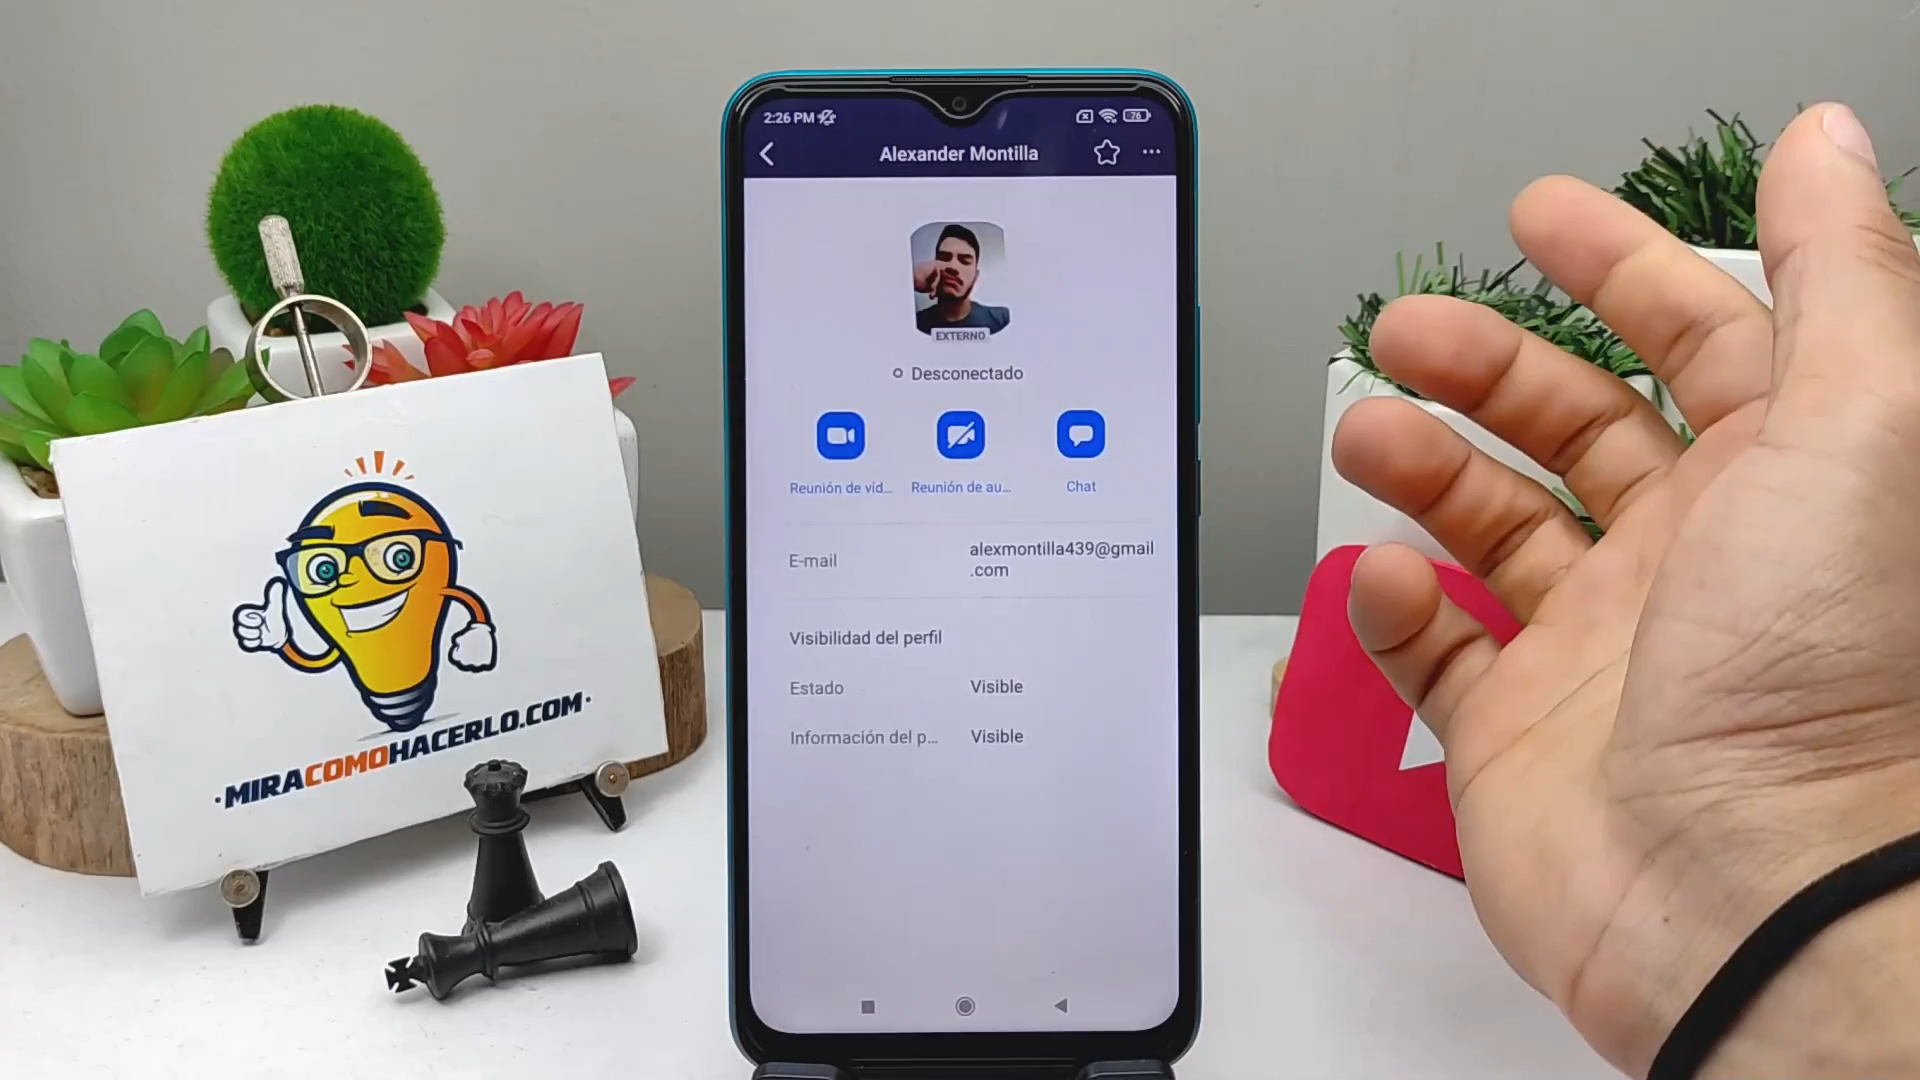 2:26 PM
76
Alexander Montilla
EXTERNO
Desconectado
Reunión de víd...
Reunión de au...
Chat
E-mail
alexmontilla439@gmail
.com
Visibilidad del perfil
Estado
Visible
Información del p...
Visible
·MIRACOMOHACERLO.COM·